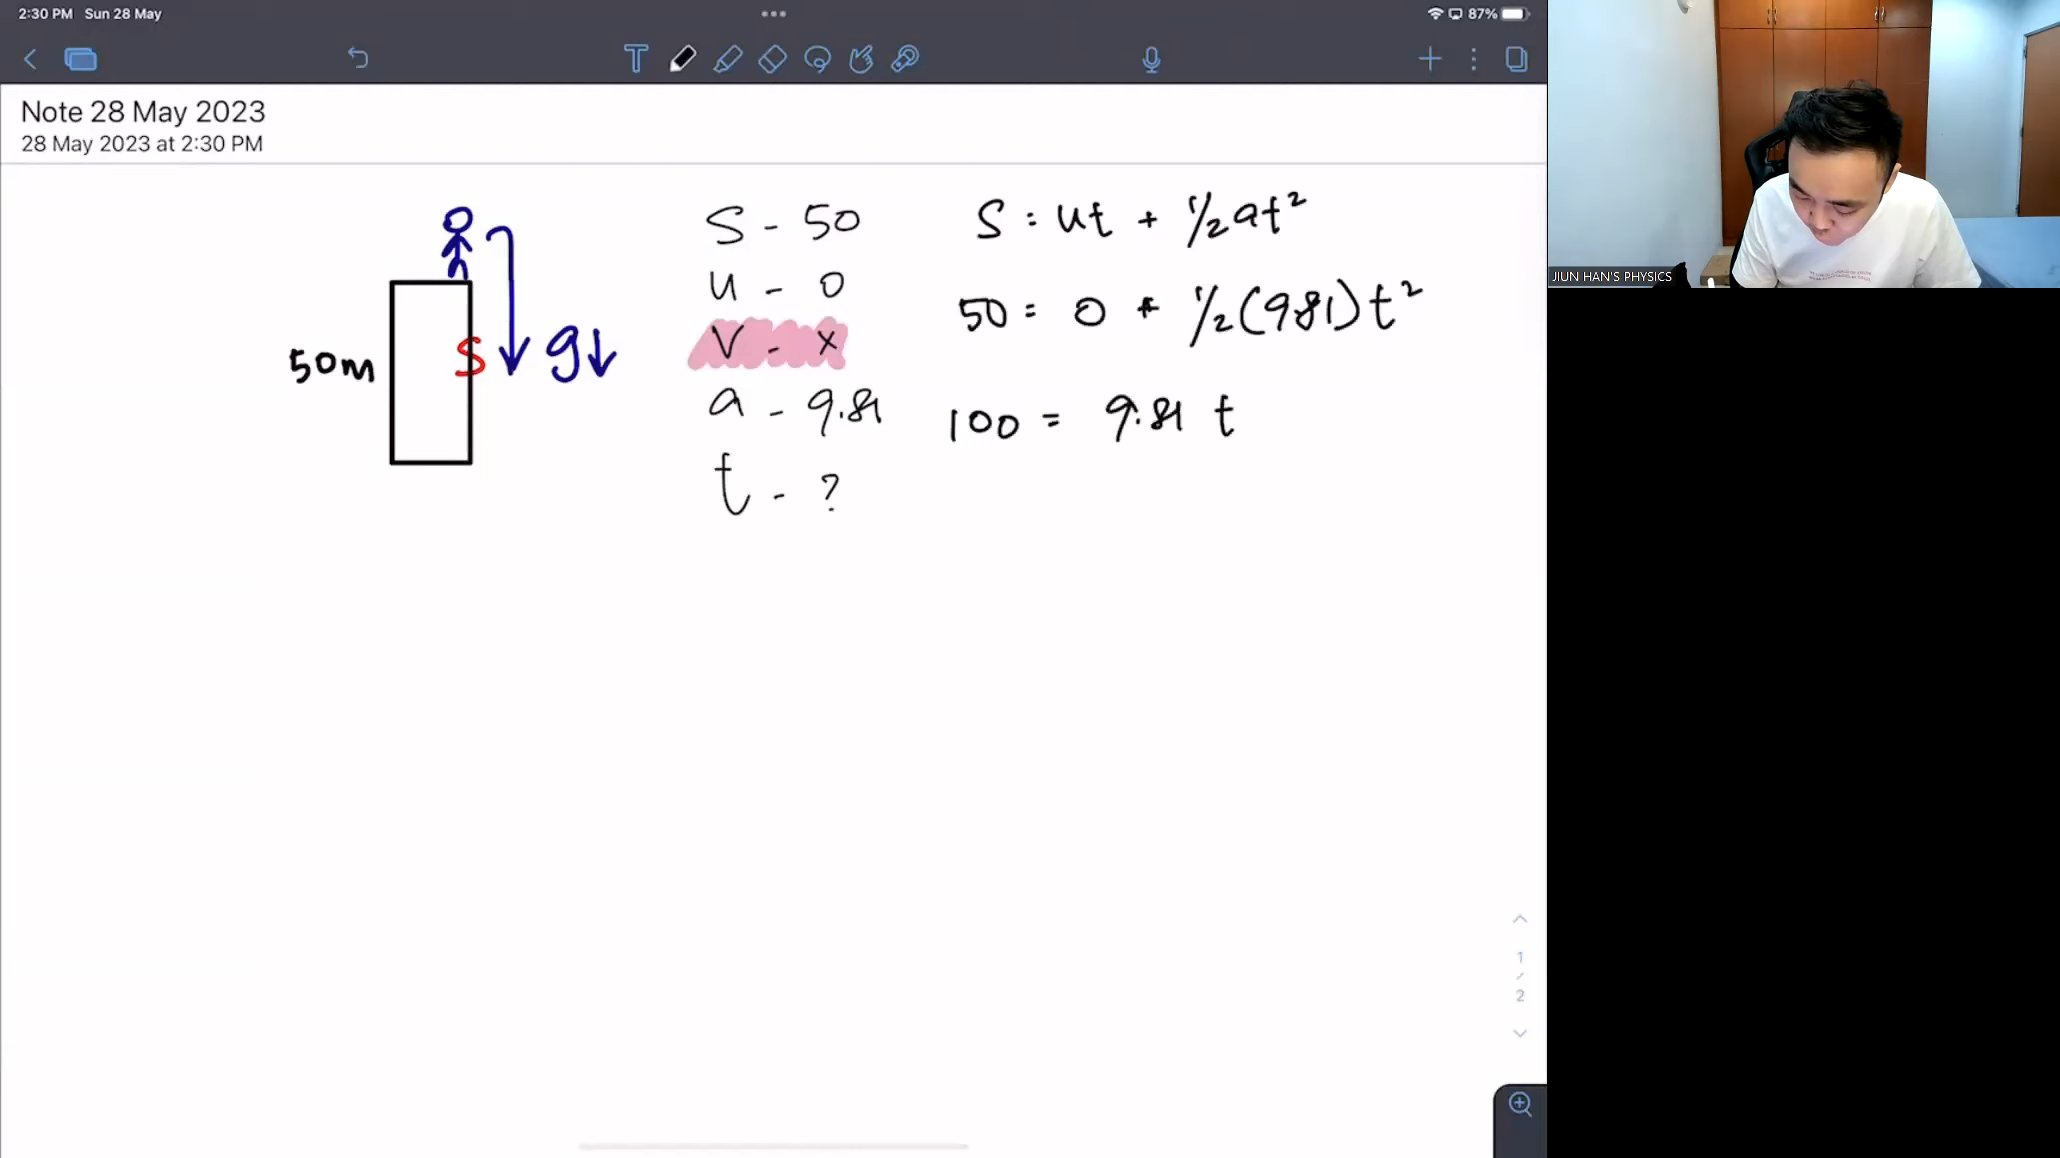 2:30 PM Sun 28 May
87%
Note 28 May 2023
28 May 2023 at 2:30 PM
50m
S
g↓
S - 50
u - 0
V - x
a - 9.81
t - ?
S = ut + 1/2at²
50 = 0 + 1/2(981)t²
100 = 9.81 t
JIUN HAN'S PHYSICS
1
2